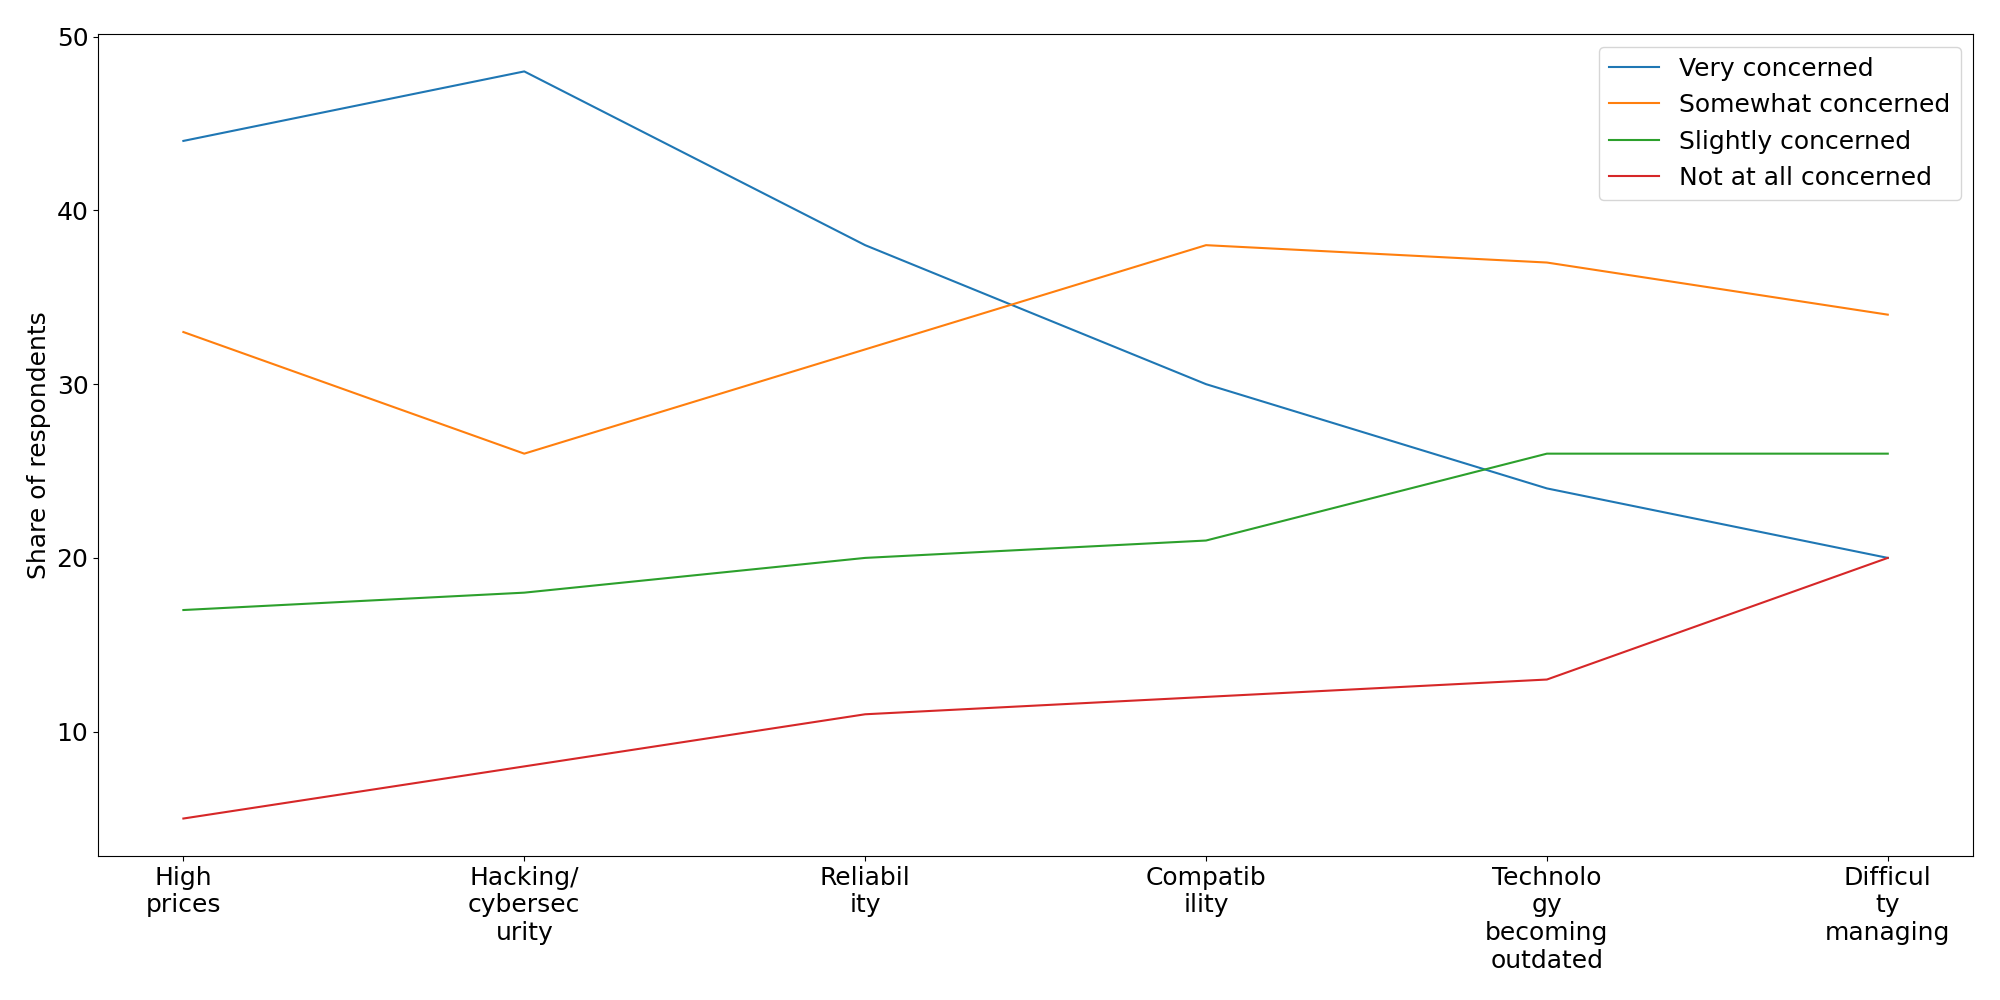 50
40
30
20
10
Share of respondents
Very concerned
Somewhat concerned
Slightly concerned
Not at all concerned
High
prices
Hacking/
cybersec
urity
Reliabil
ity
Compatib
ility
Technolo
gy
becoming
outdated
Difficul
ty
managing